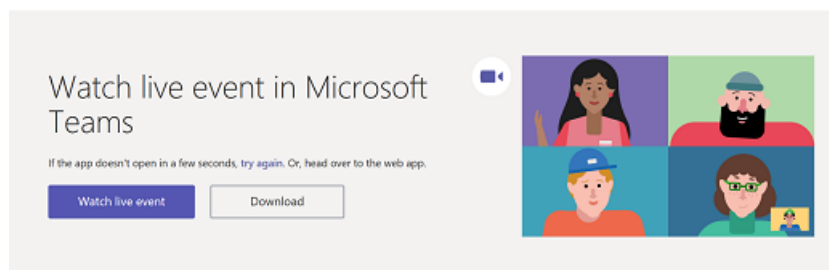 Watch live event in Microsoft
Teams
If the app doesn't open in a few seconds, try again. Or, head over to the web app.
Watch live event
Download